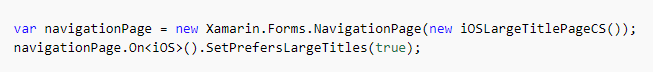 var navigationPage = new Xamarin.Forms.NavigationPage(new iOSLargeTitlePageCS());
navigationPage.On<iOS>().SetPrefersLargeTitles(true);